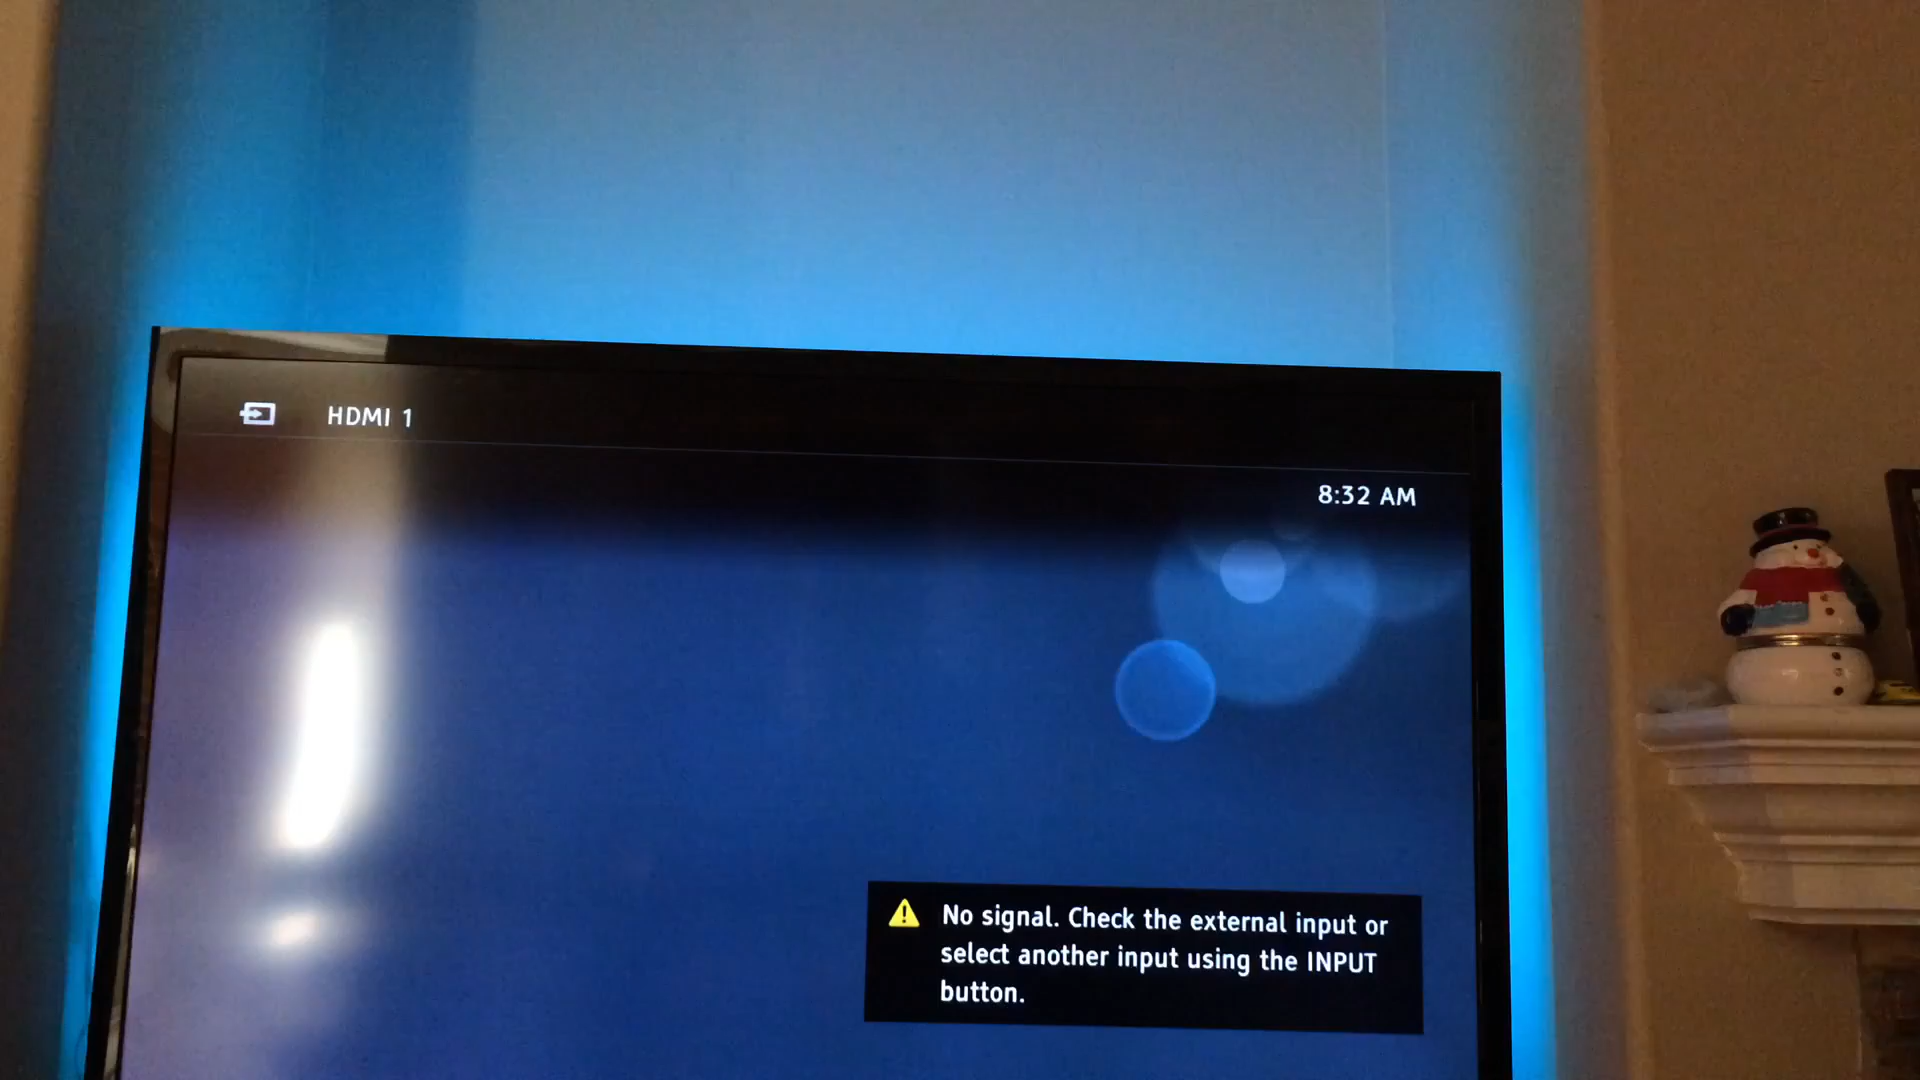 HDMI 1
8:32 AM
No signal. Check the external input or
select another input using the INPUT
button.